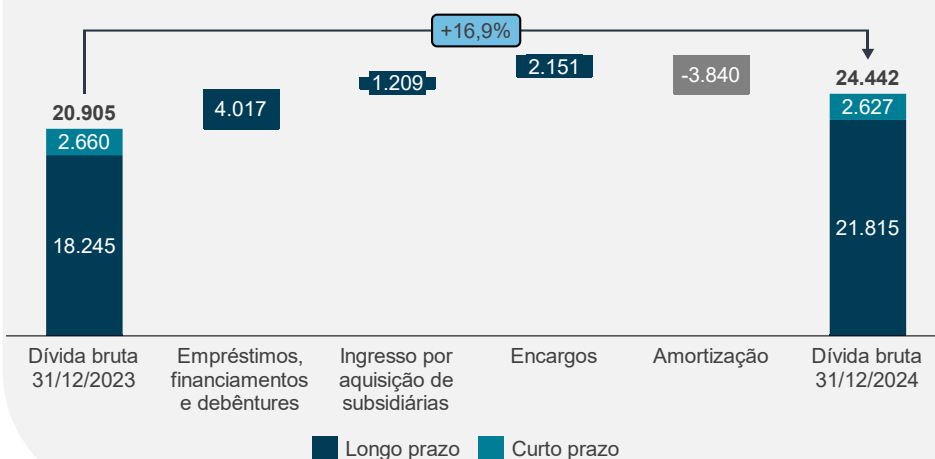 +16,9%
20.905
2.660
18.245
4.017
1.209
2.151
-3.840
24.442
2.627
21.815
Dívida bruta
31/12/2023
Empréstimos,
financiamentos
e debêntures
Ingresso por
aquisição de
subsidiárias
Encargos
Amortização
Dívida bruta
31/12/2024
Longo prazo
Curto prazo